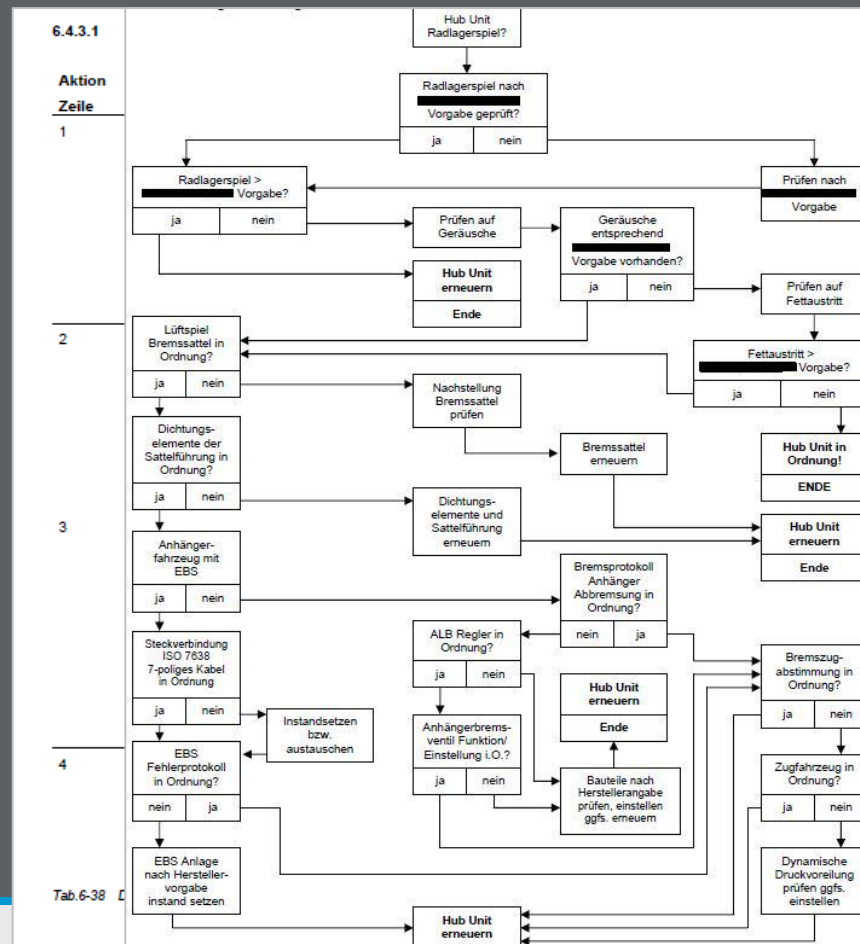 6.4.3.1
Aktion
Zeile
1
2
3
4
Hub Unit
Radlagerspiel?
Radlagerspiel nach
Vorgabe geprüft?
ja nein
Radlagerspiel >
Vorgabe?
ja nein
Prüfen nach
Vorgabe
Prüfen auf
Geräusche
Geräusche
entsprechend
Vorgabe vorhanden?
ja nein
Hub Unit
erneuern
Ende
Prüfen auf
Fettaustritt
Lüftspiel
Bremssattel in
Ordnung?
ja nein
Fettaustritt >
Vorgabe?
ja nein
Nachstellung
Bremssattel
prüfen
Dichtungs-
elemente der
Sattelführung in
Ordnung?
ja nein
Bremssattel
erneuern
Hub Unit in
Ordnung!
ENDE
Dichtungs-
elemente und
Sattelführung
erneuern
Hub Unit
erneuern
Ende
Anhänger-
fahrzeug mit
EBS
ja nein
Bremsprotokoll
Anhänger
Abbremsung in
Ordnung?
nein ja
Steckverbindung
ISO 7638
7-poliges Kabel
in Ordnung
ja nein
ALB Regler in
Ordnung?
ja nein
Bremszug-
abstimmung in
Ordnung?
ja nein
Hub Unit
erneuern
Ende
Instandsetzen
bzw.
austauschen
Anhängerbrems-
ventil Funktion/
Einstellung i.O.?
ja nein
EBS
Fehlerprotokoll
in Ordnung?
nein ja
Bauteile nach
Herstellerangabe
prüfen, einstellen
ggfs. erneuern
Zugfahrzeug in
Ordnung?
ja nein
EBS Anlage
nach Hersteller-
vorgabe
instand setzen
Dynamische
Druckvoreilung
prüfen ggfs.
einstellen
Tab.6-38 D
Hub Unit
erneuern